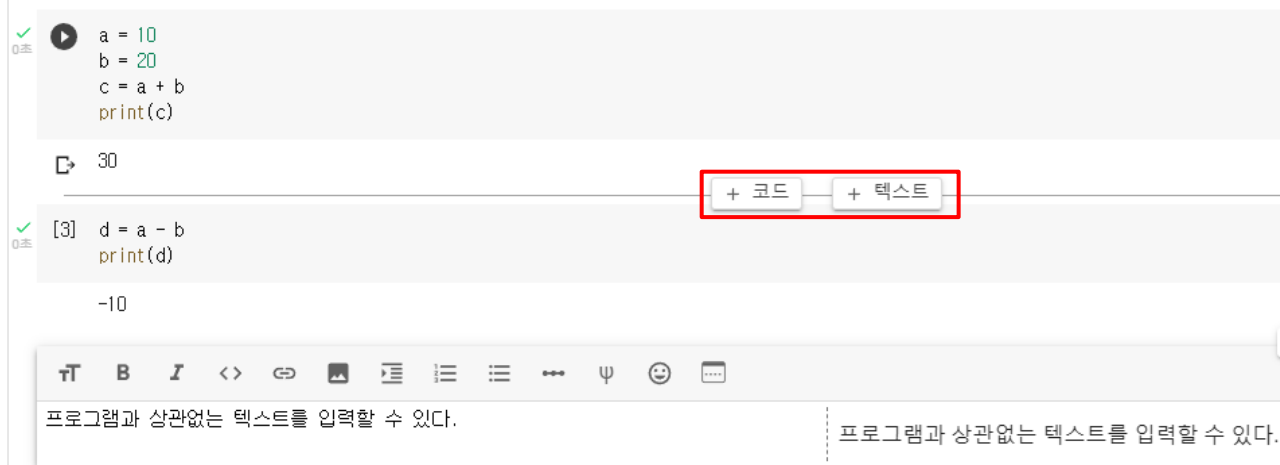 a = 10
0초
b = 20
c = a + b
print(c)
30
+ 코드 + 텍스트
[3] d = a - b
0초
print(d)
-10
тT B I <> Ψ
프로그램과 상관없는 텍스트를 입력할 수 있다.
프로그램과 상관없는 텍스트를 입력할 수 있다.